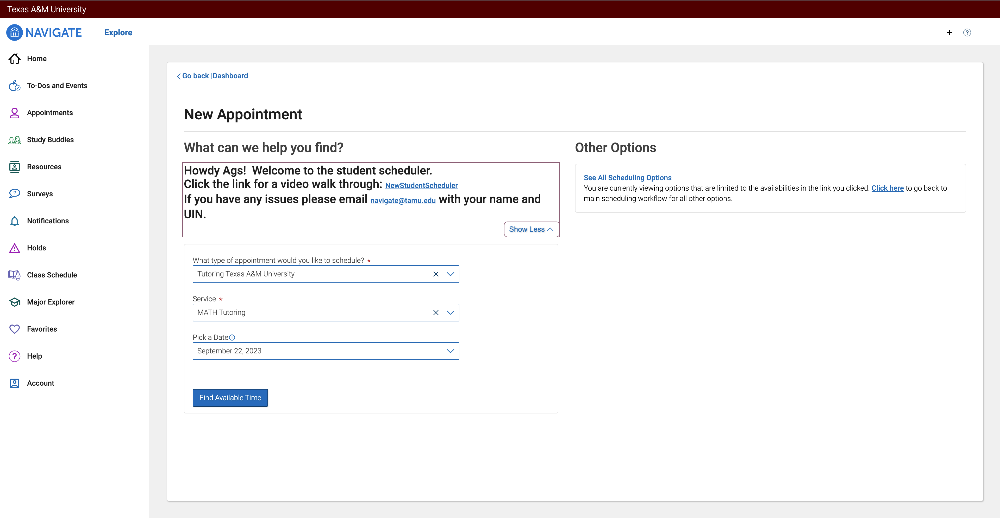 Texas A&M University
NAVIGATE
Explore
+
?
Home
To-Dos and Events
Appointments
Study Buddies
Resources
Surveys
Notifications
Holds
Class Schedule
Major Explorer
Favorites
Help
Account
Go back |Dashboard
New Appointment
What can we help you find?
Howdy Ags!  Welcome to the student scheduler.
Click the link for a video walk through: NewStudentScheduler
If you have any issues please email navigate@tamu.edu with your name and
UIN.
Show Less
What type of appointment would you like to schedule? *
Tutoring Texas A&M University
Service *
MATH Tutoring
Pick a Date
September 22, 2023
Find Available Time
Other Options
See All Scheduling Options
You are currently viewing options that are limited to the availabilities in the link you clicked. Click here to go back to
main scheduling workflow for all other options.